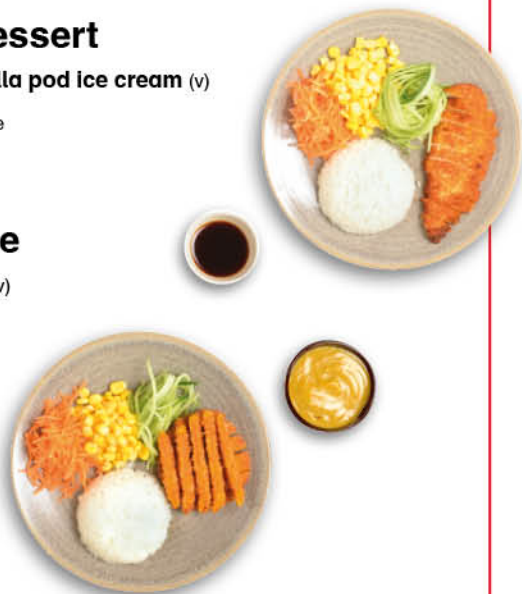 essert
lla pod ice cream (v)
e
e
v)